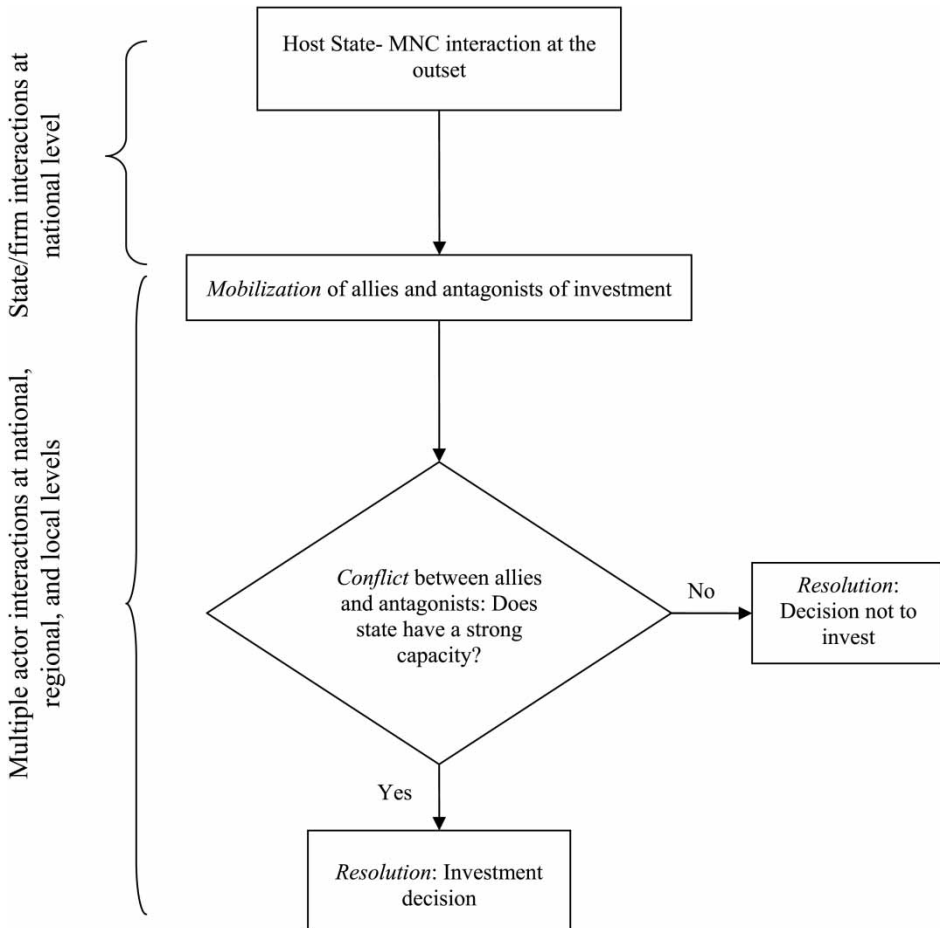 Host State- MNC interaction at the
outset
State/firm interactions at
national level
Mobilization of allies and antagonists of investment
Multiple actor interactions at national,
regional, and local levels
Conflict between allies
and antagonists: Does
state have a strong
capacity?
No
Resolution:
Decision not to
invest
Yes
Resolution: Investment
decision